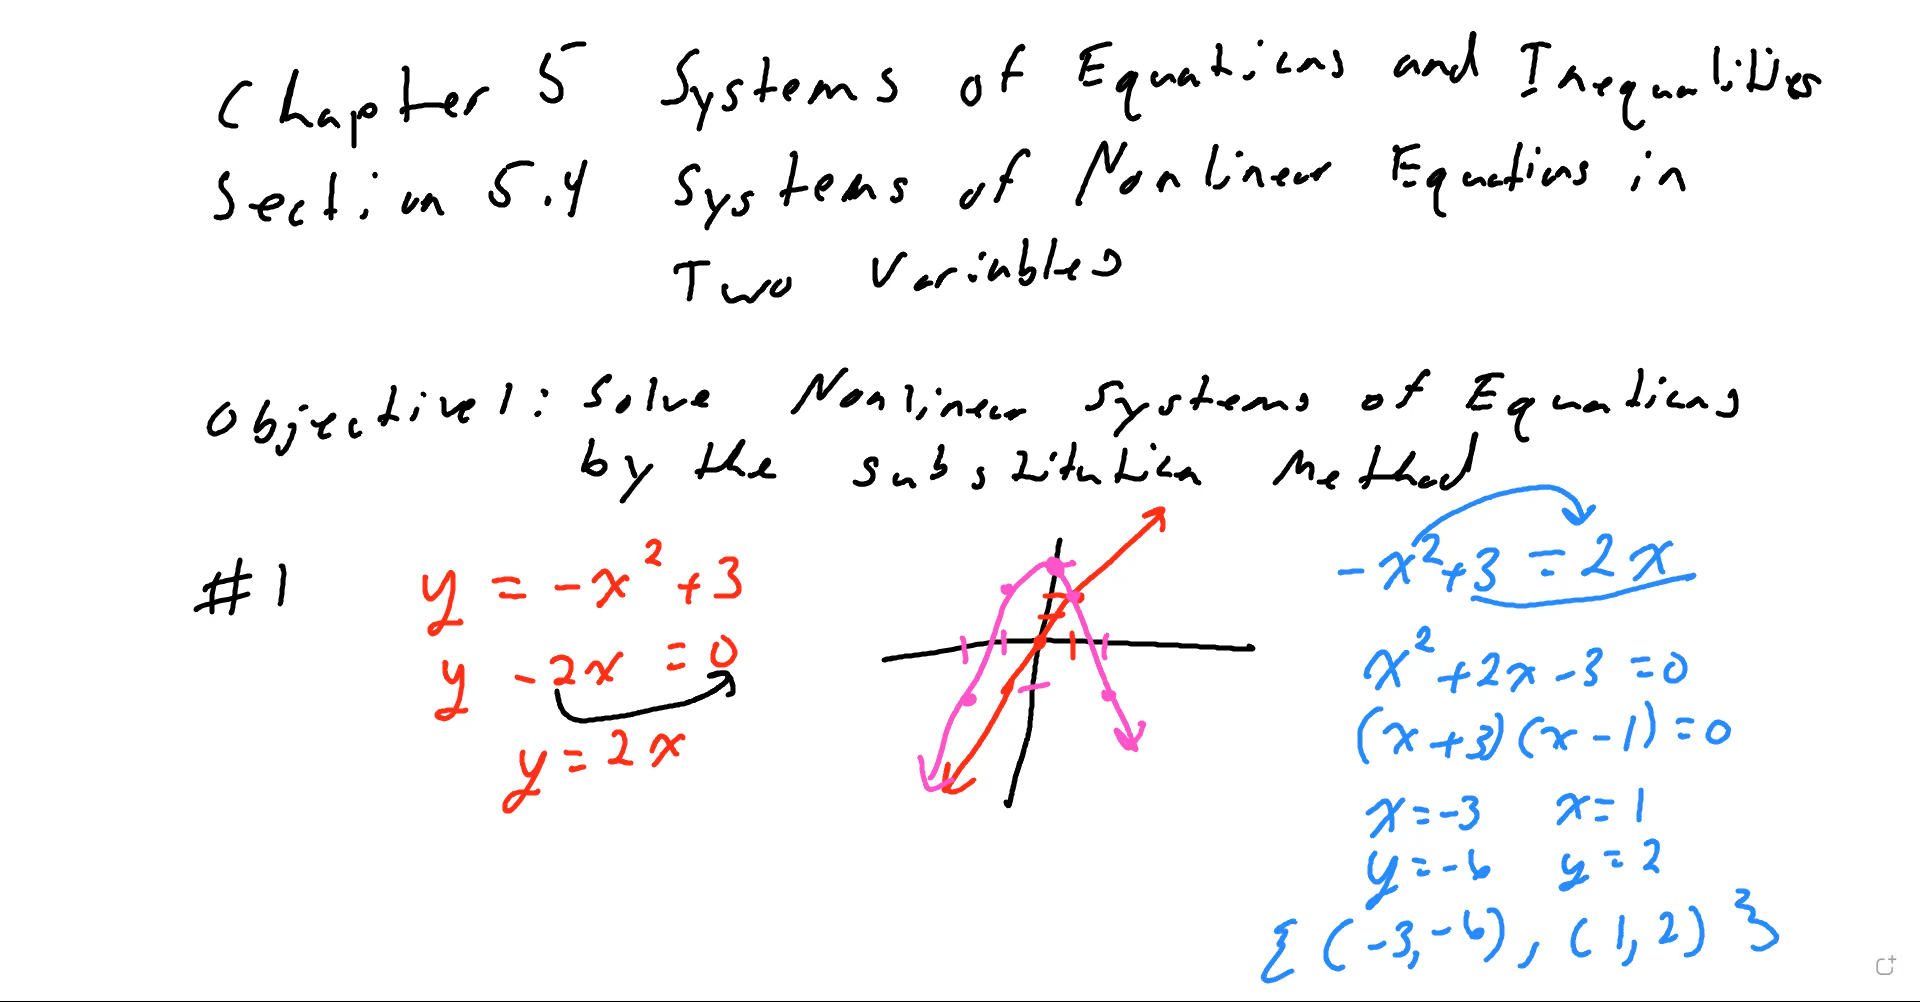 Chapter 5 Systems of Equations and Inequalities
Section 5.4 Systems of Nonlinear Equations in
Two Variables
Objective 1: Solve Nonlinear Systems of Equations
by the Substitution Method
#1
y = -x² + 3
y - 2x = 0
y = 2x
-x² + 3 = 2x
x² + 2x - 3 = 0
(x + 3)(x - 1) = 0
x = -3 x = 1
y = -6 y = 2
{(-3, -6), (1, 2)}